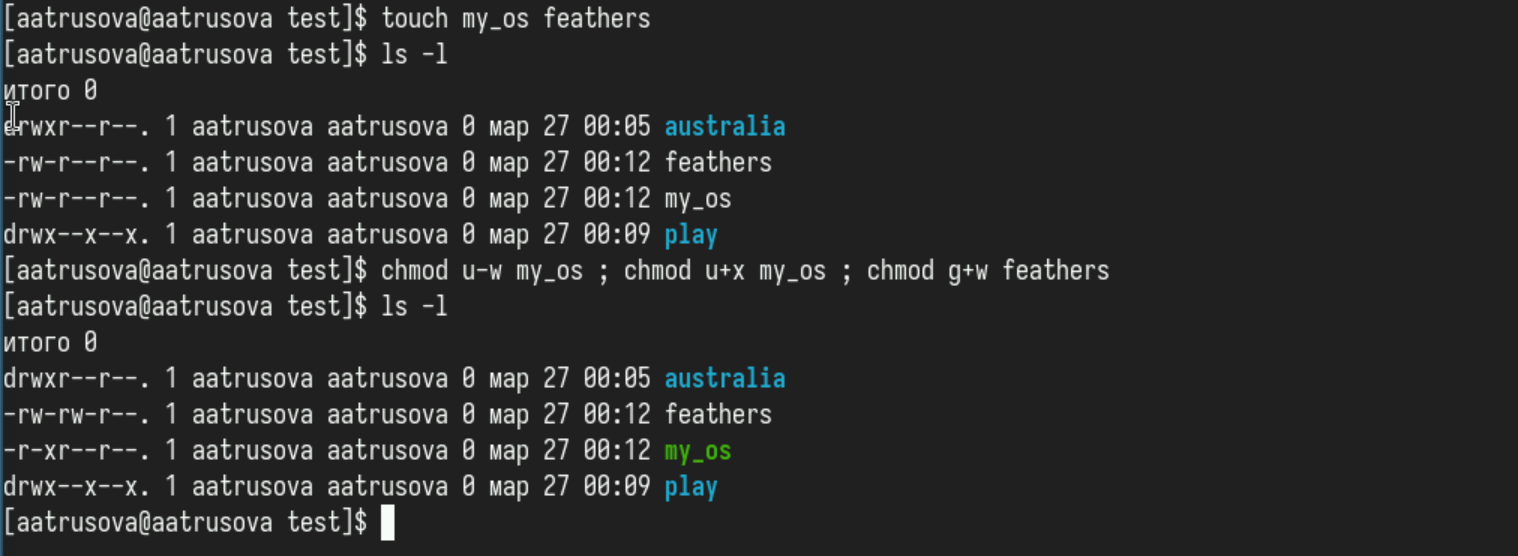 [aatrusova@aatrusova test]$ touch my_os feathers
[aatrusova@aatrusova test]$ ls -l
итого 0
drwxr--r--. 1 aatrusova aatrusova 0 мар 27 00:05 australia
-rw-r--r--. 1 aatrusova aatrusova 0 мар 27 00:12 feathers
-rw-r--r--. 1 aatrusova aatrusova 0 мар 27 00:12 my_os
drwx--x--x. 1 aatrusova aatrusova 0 мар 27 00:09 play
[aatrusova@aatrusova test]$ chmod u-w my_os ; chmod u+x my_os ; chmod g+w feathers
[aatrusova@aatrusova test]$ ls -l
итого 0
drwxr--r--. 1 aatrusova aatrusova 0 мар 27 00:05 australia
-rw-rw-r--. 1 aatrusova aatrusova 0 мар 27 00:12 feathers
-r-xr--r--. 1 aatrusova aatrusova 0 мар 27 00:12 my_os
drwx--x--x. 1 aatrusova aatrusova 0 мар 27 00:09 play
[aatrusova@aatrusova test]$